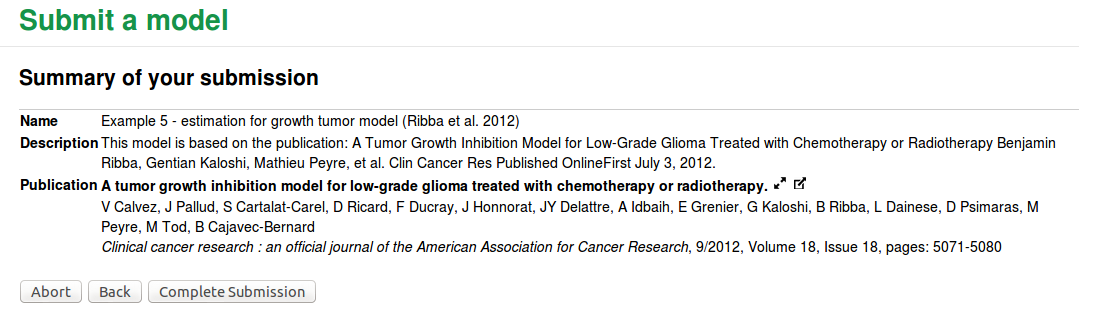 Submit a model
Summary of your submission
Name Example 5 - estimation for growth tumor model (Ribba et al. 2012)
Description This model is based on the publication: A Tumor Growth Inhibition Model for Low-Grade Glioma Treated with Chemotherapy or Radiotherapy Benjamin
Ribba, Gentian Kaloshi, Mathieu Peyre, et al. Clin Cancer Res Published OnlineFirst July 3, 2012.
Publication A tumor growth inhibition model for low-grade glioma treated with chemotherapy or radiotherapy.
V Calvez, J Pallud, S Cartalat-Carel, D Ricard, F Ducray, J Honnorat, JY Delattre, A Idbaih, E Grenier, G Kaloshi, B Ribba, L Dainese, D Psimaras, M
Peyre, M Tod, B Cajavec-Bernard
Clinical cancer research : an official journal of the American Association for Cancer Research, 9/2012, Volume 18, Issue 18, pages: 5071-5080
Abort Back Complete Submission